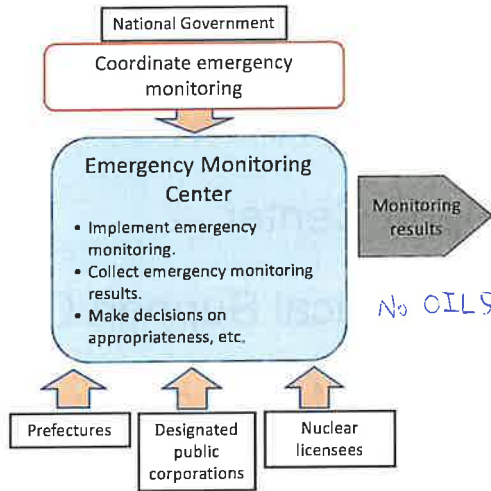 National Government
Coordinate emergency
monitoring
Emergency Monitoring
Center
• Implement emergency
monitoring.
• Collect emergency monitoring
results.
• Make decisions on
appropriateness, etc.
Monitoring
results
No OILS
Prefectures
Designated
public
corporations
Nuclear
licensees